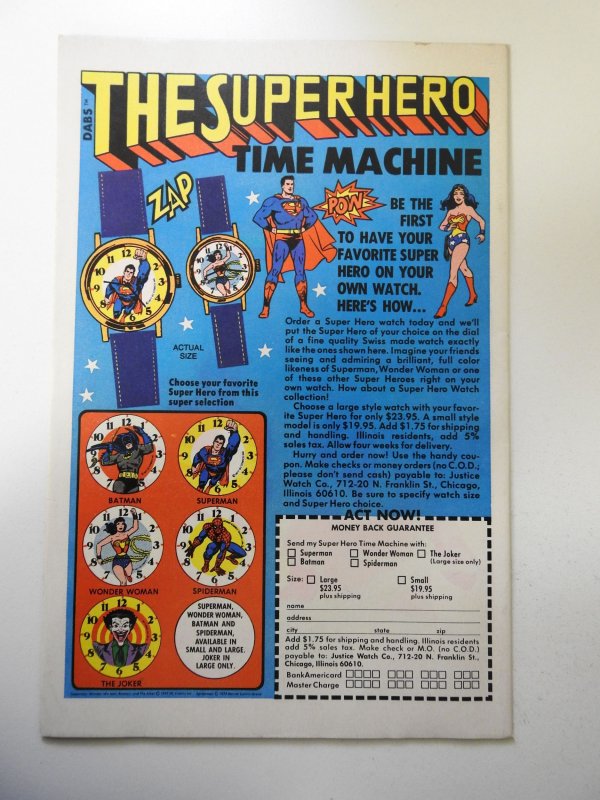 DABS™
THE SUPER HERO
TIME MACHINE
ZAP
POW
BE THE
FIRST
TO HAVE YOUR
FAVORITE SUPER
HERO ON YOUR
OWN WATCH.
HERE'S HOW...
ACTUAL
SIZE
Choose your favorite
Super Hero from this
super selection
Order a Super Hero watch today and we'll
put the Super Hero of your choice on the dial
of a fine quality Swiss made watch exactly
like the ones shown here. Imagine your friends
seeing and admiring a brilliant, full color
likeness of Superman, Wonder Woman or one
of these other Super Heroes right on your
own watch. How about a Super Hero Watch
collection!
Choose a large style watch with your favor-
ite Super Hero for only $23.95. A small style
model is only $19.95. Add $1.75 for shipping
and handling. Illinois residents, add 5%
sales tax. Allow four weeks for delivery.
Hurry and order now! Use the handy cou-
pon. Make checks or money orders (no C.O.D.;
please don't send cash) payable to: Justice
Watch Co., 712-20 N. Franklin St., Chicago,
Illinois 60610. Be sure to specify watch size
and Super Hero choice.
ACT NOW!
BATMAN
SUPERMAN
WONDER WOMAN
SPIDERMAN
THE JOKER
SUPERMAN,
WONDER WOMAN,
BATMAN AND
SPIDERMAN,
AVAILABLE IN
SMALL AND LARGE.
JOKER IN
LARGE ONLY.
MONEY BACK GUARANTEE
Send my Super Hero Time Machine with:
Superman Wonder Woman The Joker
Batman Spiderman (Large size only)
Size: Large Small
$23.95 $19.95
plus shipping plus shipping
name
address
city state zip
Add $1.75 for shipping and handling. Illinois residents
add 5% sales tax. Make check or M.O. (no C.O.D.)
payable to: Justice Watch Co., 712-20 N. Franklin St.,
Chicago, Illinois 60610.
BankAmericard
Master Charge